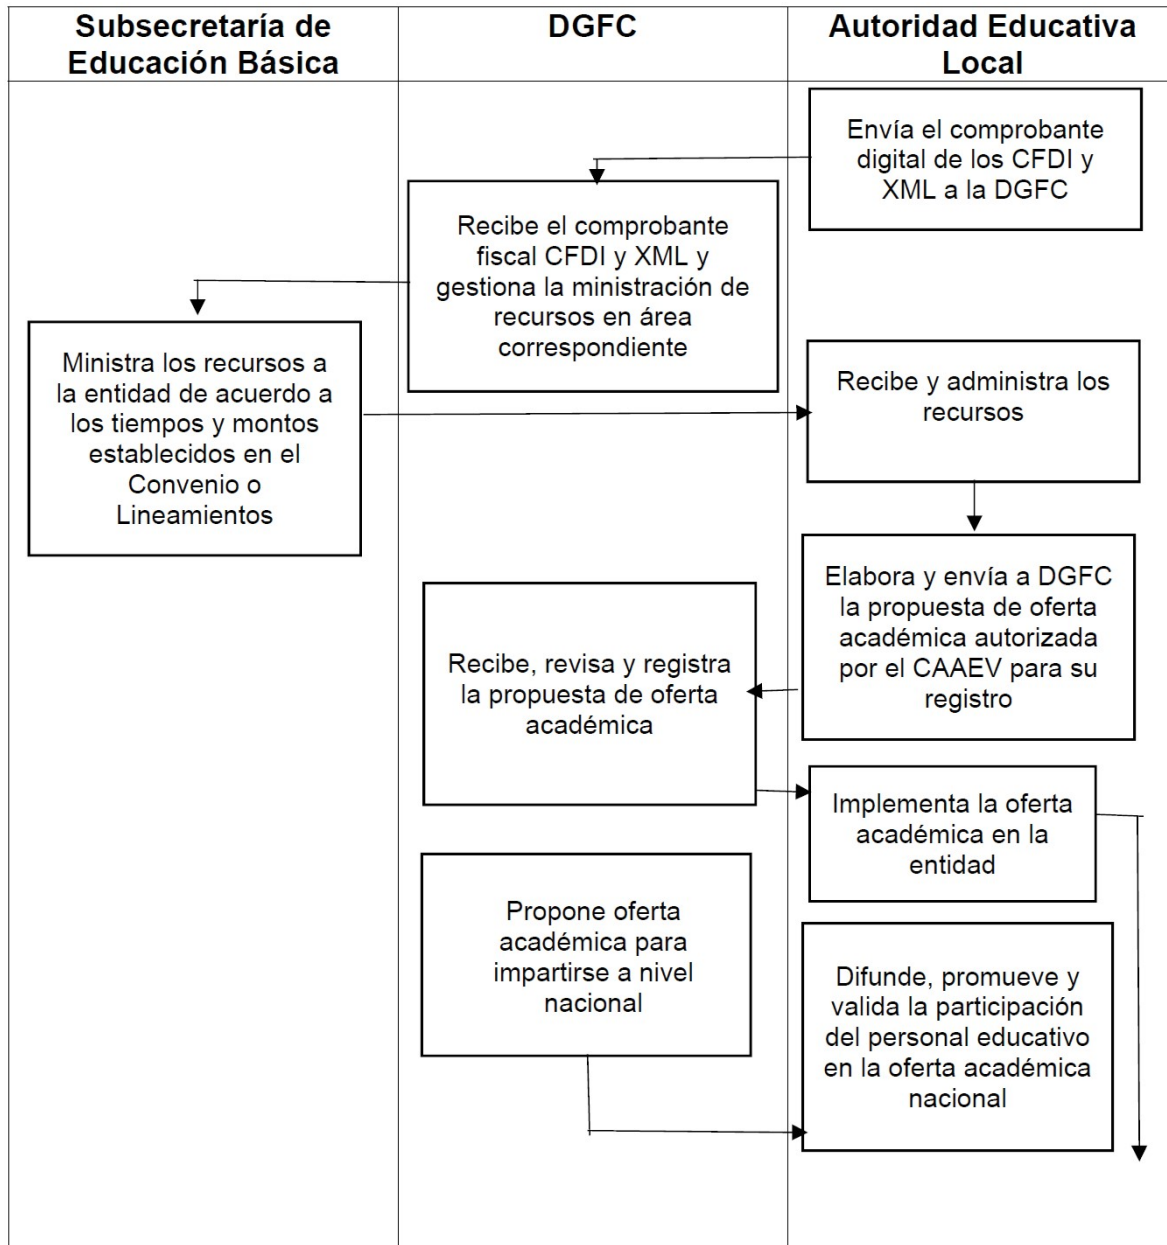 Subsecretaría de
Educación Básica
DGFC
Autoridad Educativa
Local
Envía el comprobante
digital de los CFDI y
XML a la DGFC
Recibe el comprobante
fiscal CFDI y XML y
gestiona la ministración de
recursos en área
correspondiente
Ministra los recursos a
la entidad de acuerdo a
los tiempos y montos
establecidos en el
Convenio o
Lineamientos
Recibe y administra los
recursos
Elabora y envía a DGFC
la propuesta de oferta
académica autorizada
por el CAAEV para su
registro
Recibe, revisa y registra
la propuesta de oferta
académica
Implementa la oferta
académica en la
entidad
Propone oferta
académica para
impartirse a nivel
nacional
Difunde, promueve y
valida la participación
del personal educativo
en la oferta académica
nacional